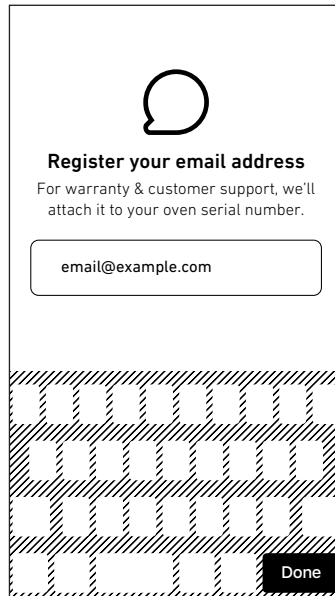 Register your email address
For warranty & customer support, we'll
attach it to your oven serial number.
email@example.com
Done